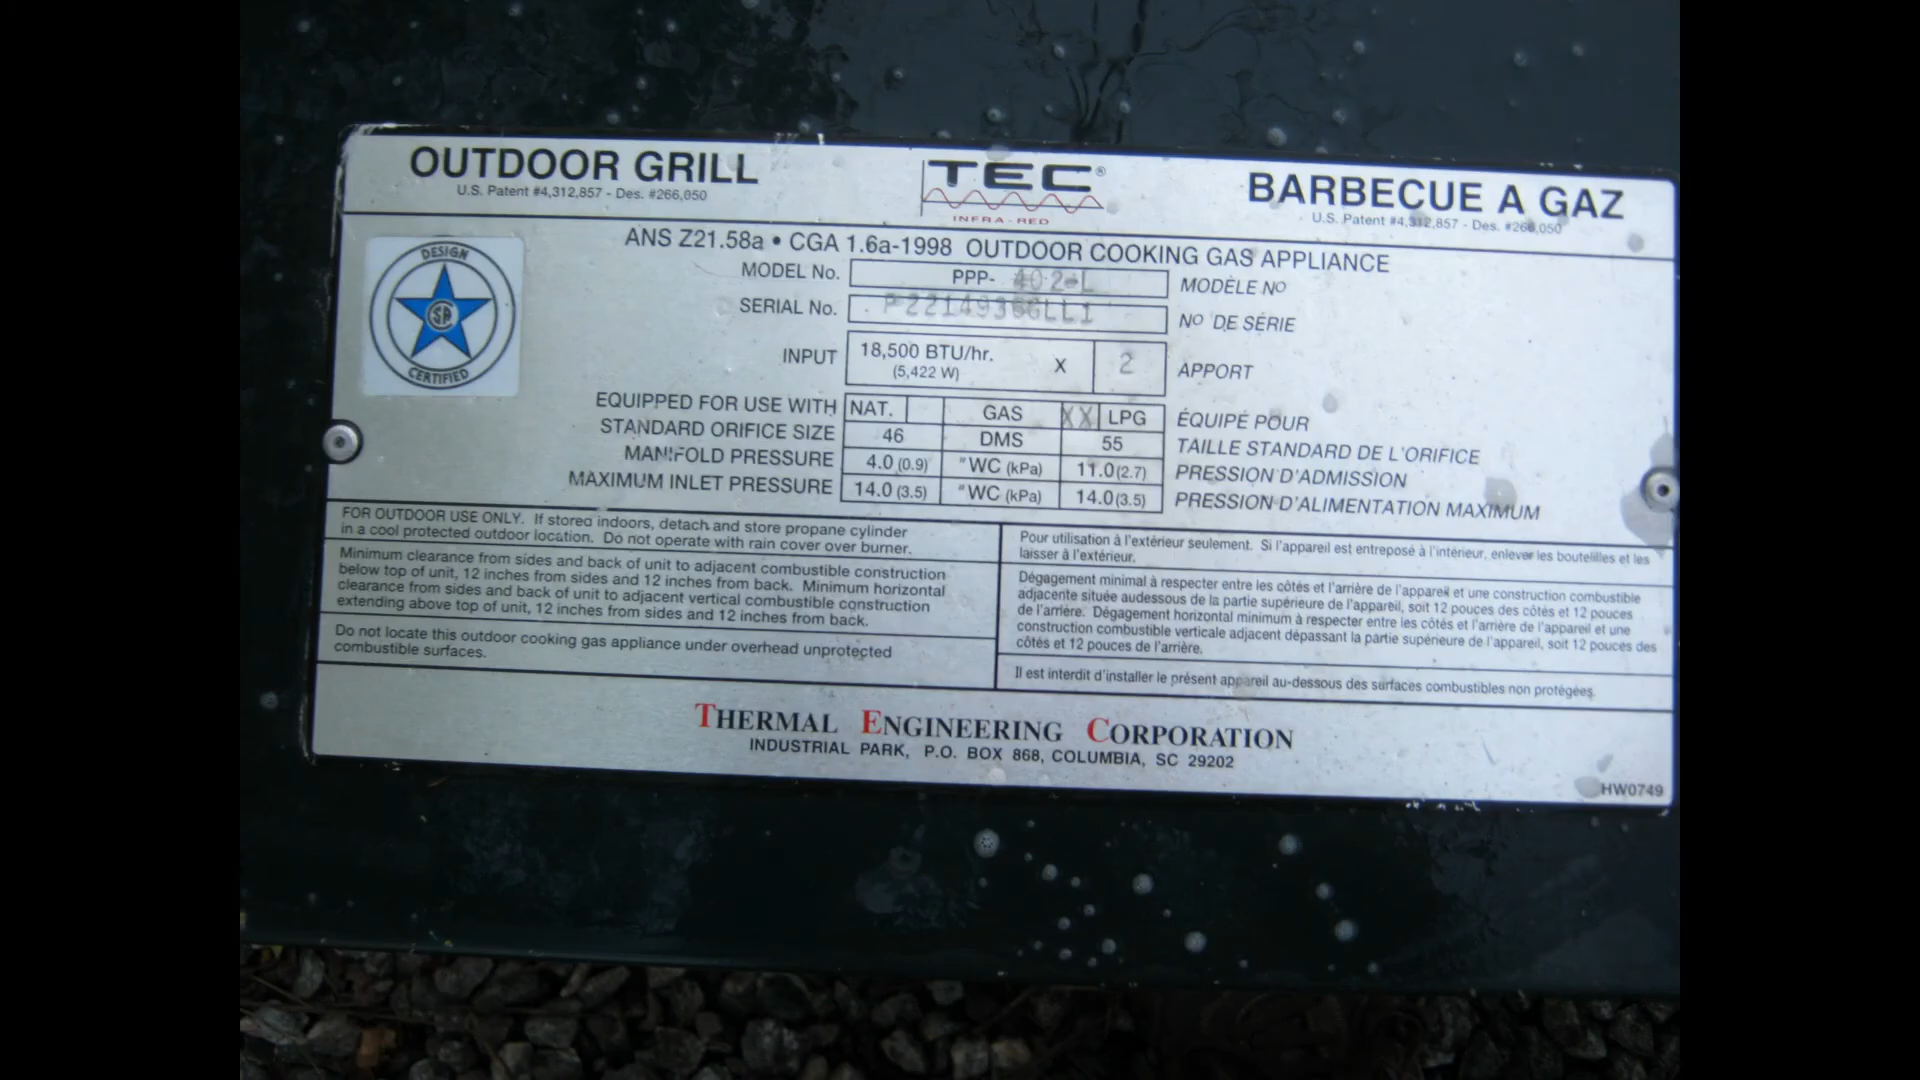 OUTDOOR GRILL
U.S. Patent #4,312,857 - Des. #266,050
TEC®
INFRA-RED
BARBECUE A GAZ
U.S. Patent #4,312,857 - Des. #266,050
DESIGN
CERTIFIED
ANS Z21.58a • CGA 1.6a-1998 OUTDOOR COOKING GAS APPLIANCE
MODEL No. PPP- 402-L MODÈLE NO
SERIAL No. NO DE SÉRIE
INPUT 18,500 BTU/hr. (5,422 W) X 2 APPORT
EQUIPPED FOR USE WITH NAT. GAS XX LPG ÉQUIPÉ POUR
STANDARD ORIFICE SIZE 46 DMS 55 TAILLE STANDARD DE L'ORIFICE
MANIFOLD PRESSURE 4.0 (0.9) "WC (kPa) 11.0 (2.7) PRESSION D'ADMISSION
MAXIMUM INLET PRESSURE 14.0 (3.5) "WC (kPa) 14.0 (3.5) PRESSION D'ALIMENTATION MAXIMUM
FOR OUTDOOR USE ONLY. If stored indoors, detach and store propane cylinder
in a cool protected outdoor location. Do not operate with rain cover over burner.
Minimum clearance from sides and back of unit to adjacent combustible construction
below top of unit, 12 inches from sides and 12 inches from back. Minimum horizontal
clearance from sides and back of unit to adjacent vertical combustible construction
extending above top of unit, 12 inches from sides and 12 inches from back.
Do not locate this outdoor cooking gas appliance under overhead unprotected
combustible surfaces.
Pour utilisation à l'extérieur seulement. Si l'appareil est entreposé à l'intérieur, enlever les bouteilles et les
laisser à l'extérieur.
Dégagement minimal à respecter entre les côtés et l'arrière de l'appareil et une construction combustible
adjacente située audessous de la partie supérieure de l'appareil, soit 12 pouces des côtés et 12 pouces
de l'arrière. Dégagement horizontal minimum à respecter entre les côtés et l'arrière de l'appareil et une
construction combustible verticale adjacent dépassant la partie supérieure de l'appareil, soit 12 pouces des
côtés et 12 pouces de l'arrière.
Il est interdit d'installer le présent appareil au-dessous des surfaces combustibles non protégées.
THERMAL ENGINEERING CORPORATION
INDUSTRIAL PARK, P.O. BOX 868, COLUMBIA, SC 29202
HW0749